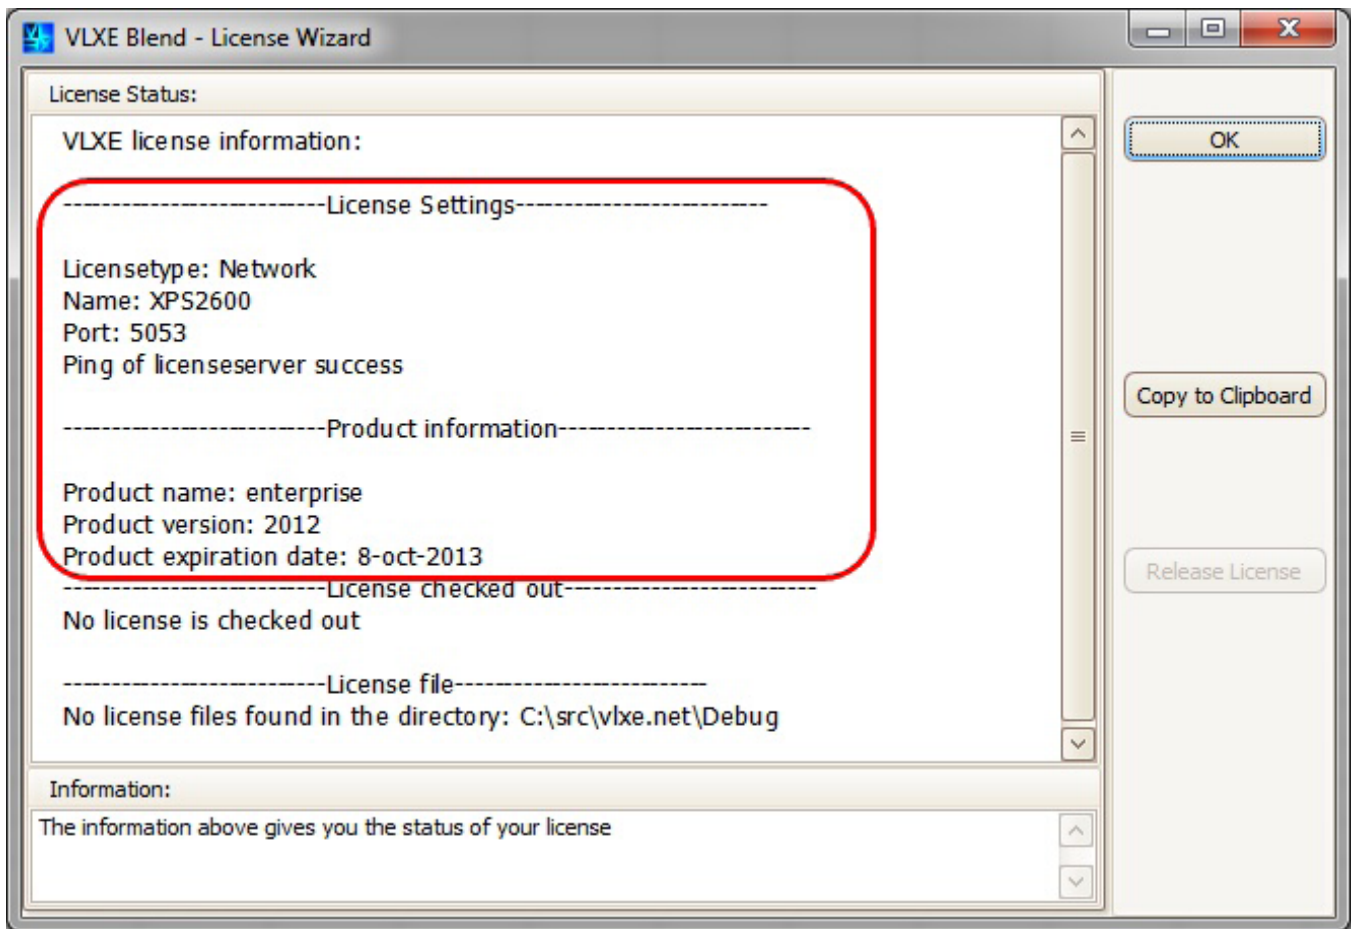 VLXE Blend - License Wizard
License Status:
VLXE license information:
---------------------------License Settings--------------------------
Licensetype: Network
Name: XPS2600
Port: 5053
Ping of licenseserver success
---------------------------Product information--------------------------
Product name: enterprise
Product version: 2012
Product expiration date: 8-oct-2013
---------------------------License checked out--------------------------
No license is checked out
---------------------------License file--------------------------
No license files found in the directory: C:\src\vlxe.net\Debug
OK
Copy to Clipboard
Release License
Information:
The information above gives you the status of your license